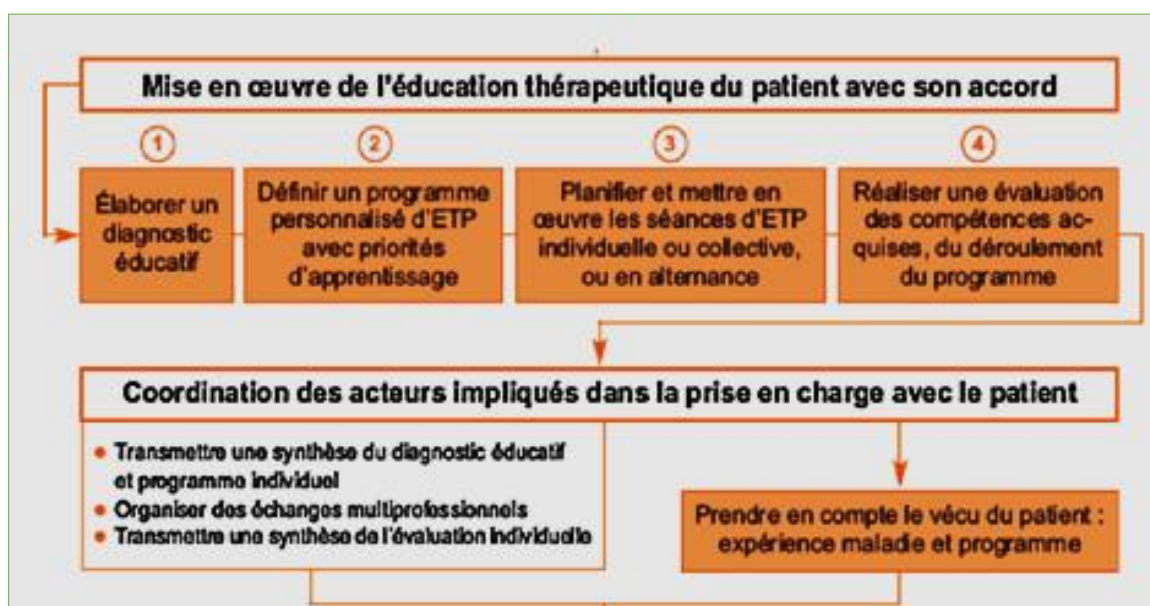 Mise en œuvre de l'éducation thérapeutique du patient avec son accord
1
2
3
4
Élaborer un
diagnostic
éducatif
Définir un programme
personnalisé d'ETP
avec priorités
d'apprentissage
Planifier et mettre en
œuvre les séances d'ETP
individuelle ou collective,
ou en alternance
Réaliser une évaluation
des compétences ac-
quises, du déroulement
du programme
Coordination des acteurs impliqués dans la prise en charge avec le patient
• Transmettre une synthèse du diagnostic éducatif
et programme individuel
• Organiser des échanges multiprofessionnels
• Transmettre une synthèse de l'évaluation individuelle
Prendre en compte le vécu du patient :
expérience maladie et programme